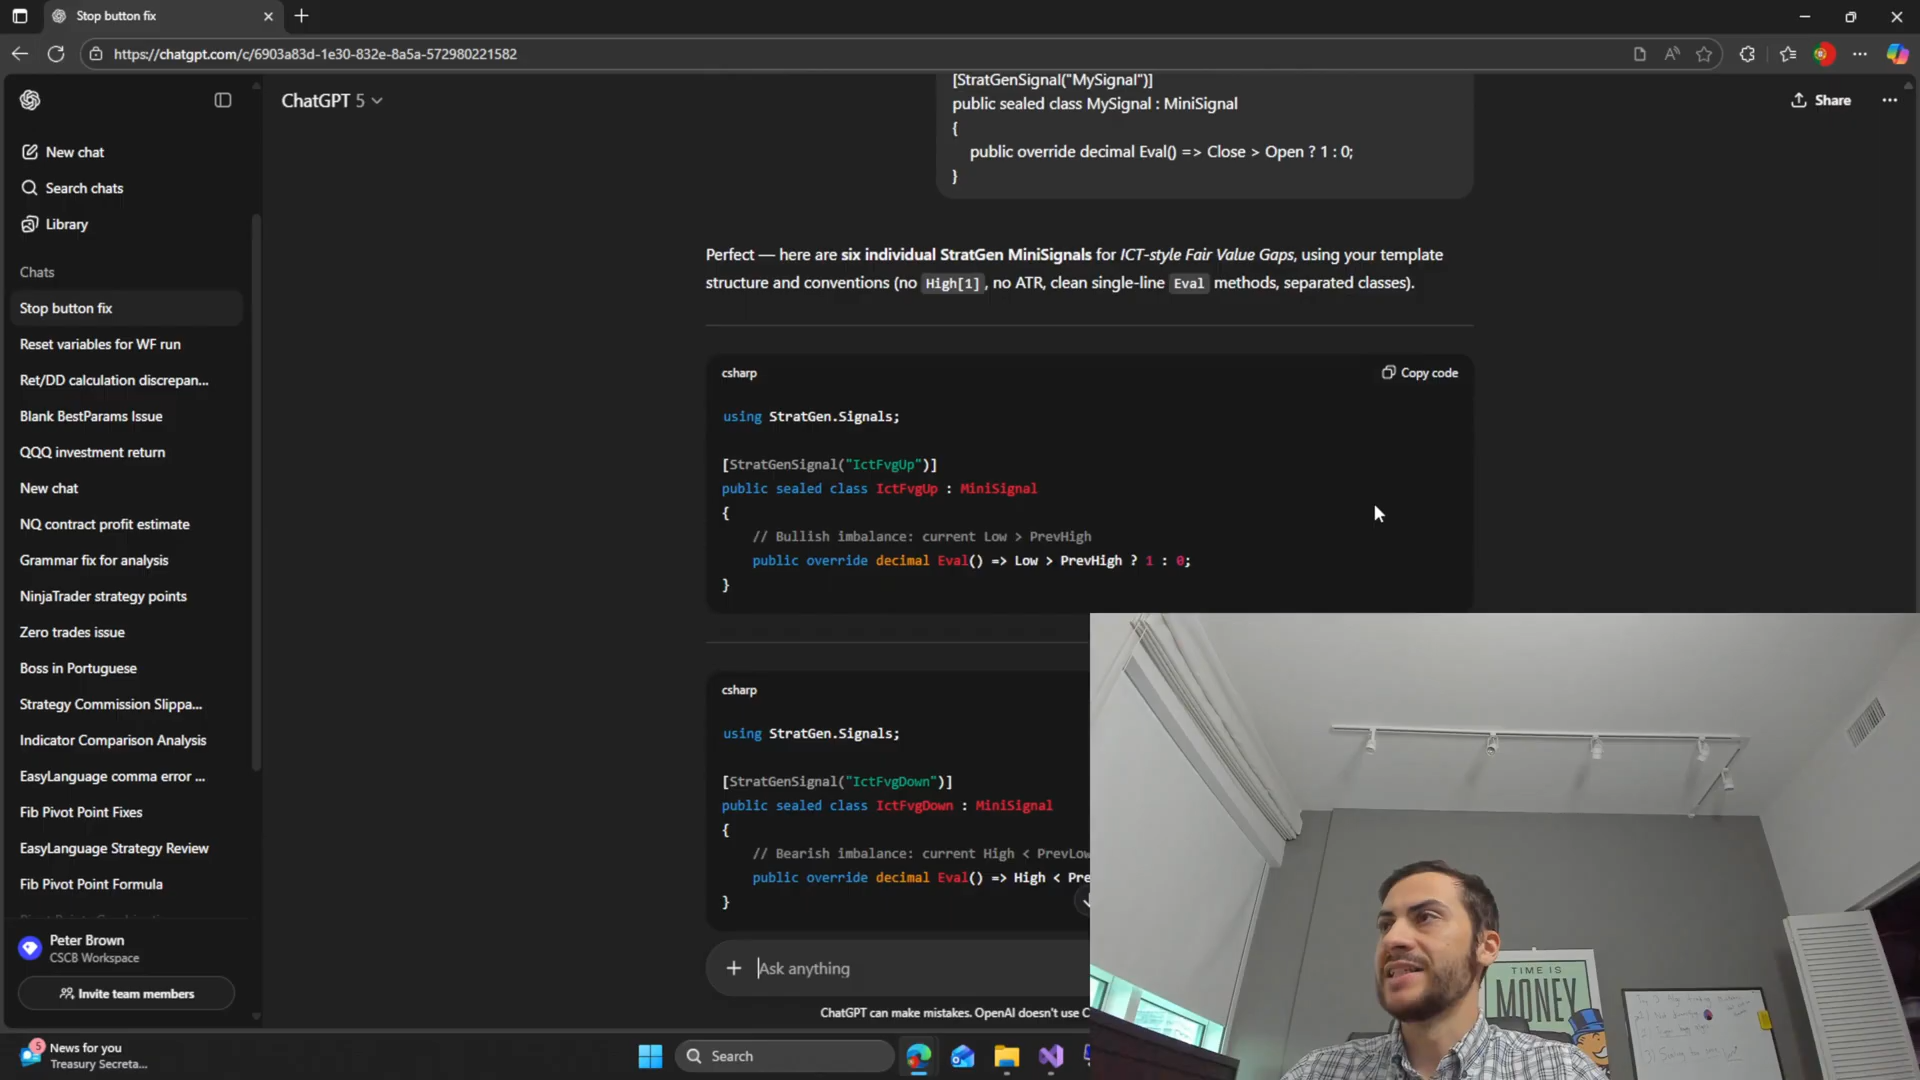 Stop button fix
https://chatgpt.com/c/6903a83d-1e30-832e-8a5a-572980221582
ChatGPT 5
Share
New chat
Search chats
Library
Chats
Stop button fix
Reset variables for WF run
Ret/DD calculation discrepan...
Blank BestParams Issue
QQQ investment return
New chat
NQ contract profit estimate
Grammar fix for analysis
NinjaTrader strategy points
Zero trades issue
Boss in Portuguese
Strategy Commission Slippa...
Indicator Comparison Analysis
EasyLanguage comma error ...
Fib Pivot Point Fixes
EasyLanguage Strategy Review
Fib Pivot Point Formula
Peter Brown
CSCB Workspace
Invite team members
[StratGenSignal("MySignal")]
public sealed class MySignal : MiniSignal
{
public override decimal Eval() => Close > Open ? 1 : 0;
}
Perfect — here are six individual StratGen MiniSignals for ICT-style Fair Value Gaps, using your template
structure and conventions (no High[1], no ATR, clean single-line Eval methods, separated classes).
csharp
Copy code
using StratGen.Signals;
[StratGenSignal("IctFvgUp")]
public sealed class IctFvgUp : MiniSignal
{
// Bullish imbalance: current Low > PrevHigh
public override decimal Eval() => Low > PrevHigh ? 1 : 0;
}
csharp
using StratGen.Signals;
[StratGenSignal("IctFvgDown")]
public sealed class IctFvgDown : MiniSignal
{
// Bearish imbalance: current High < PrevLow
public override decimal Eval() => High < Pre
}
Ask anything
ChatGPT can make mistakes. OpenAI doesn't use C
TIME IS
MONEY
5
News for you
Treasury Secreta...
Search